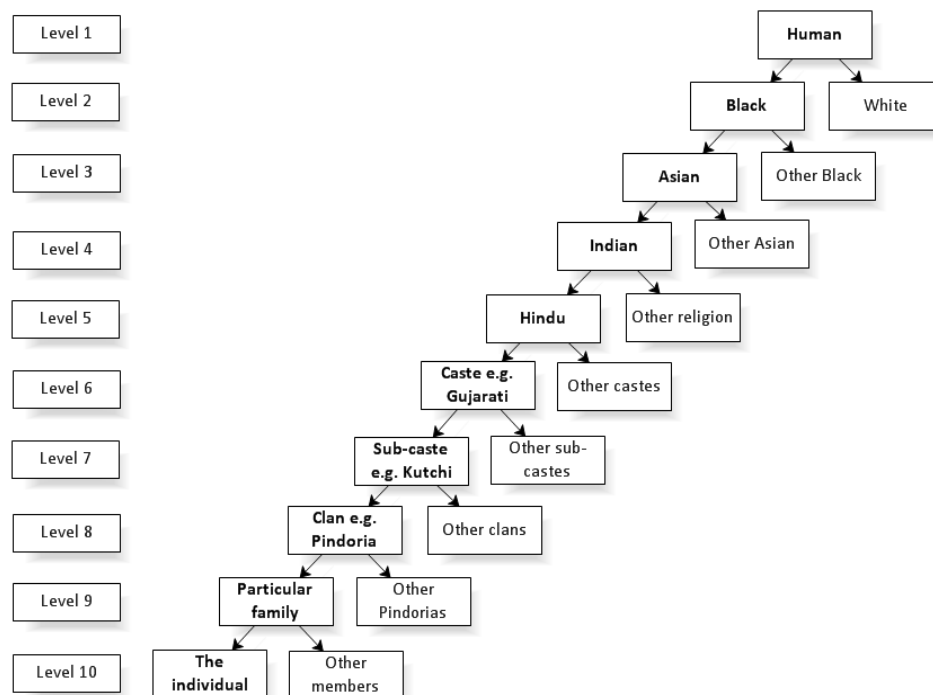 Level 1
Human
Level 2
Black
White
Level 3
Asian
Other Black
Level 4
Indian
Other Asian
Level 5
Hindu
Other religion
Level 6
Caste e.g.
Gujarati
Other castes
Level 7
Sub-caste
e.g. Kutchi
Other sub-
castes
Level 8
Clan e.g.
Pindoria
Other clans
Level 9
Particular
family
Other
Pindorias
Level 10
The
individual
Other
members